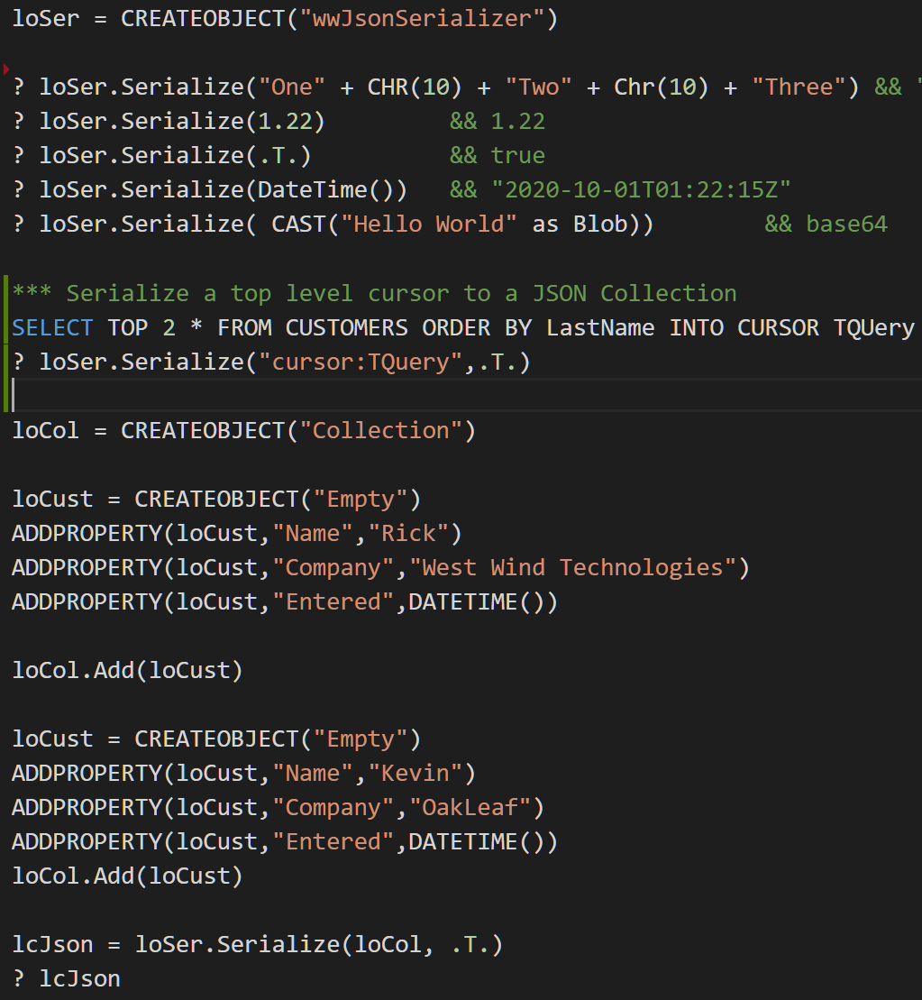 loSer = CREATEOBJECT("wwJsonSerializer")
? loSer.Serialize("One" + CHR(10) + "Two" + Chr(10) + "Three") && "
? loSer.Serialize(1.22)         && 1.22
? loSer.Serialize(.T.)          && true
? loSer.Serialize(DateTime())   && "2020-10-01T01:22:15Z"
? loSer.Serialize( CAST("Hello World" as Blob))        && base64
*** Serialize a top level cursor to a JSON Collection
SELECT TOP 2 * FROM CUSTOMERS ORDER BY LastName INTO CURSOR TQUery
? loSer.Serialize("cursor:TQuery",.T.)
loCol = CREATEOBJECT("Collection")
loCust = CREATEOBJECT("Empty")
ADDPROPERTY(loCust,"Name","Rick")
ADDPROPERTY(loCust,"Company","West Wind Technologies")
ADDPROPERTY(loCust,"Entered",DATETIME())
loCol.Add(loCust)
loCust = CREATEOBJECT("Empty")
ADDPROPERTY(loCust,"Name","Kevin")
ADDPROPERTY(loCust,"Company","OakLeaf")
ADDPROPERTY(loCust,"Entered",DATETIME())
loCol.Add(loCust)
lcJson = loSer.Serialize(loCol, .T.)
? lcJson